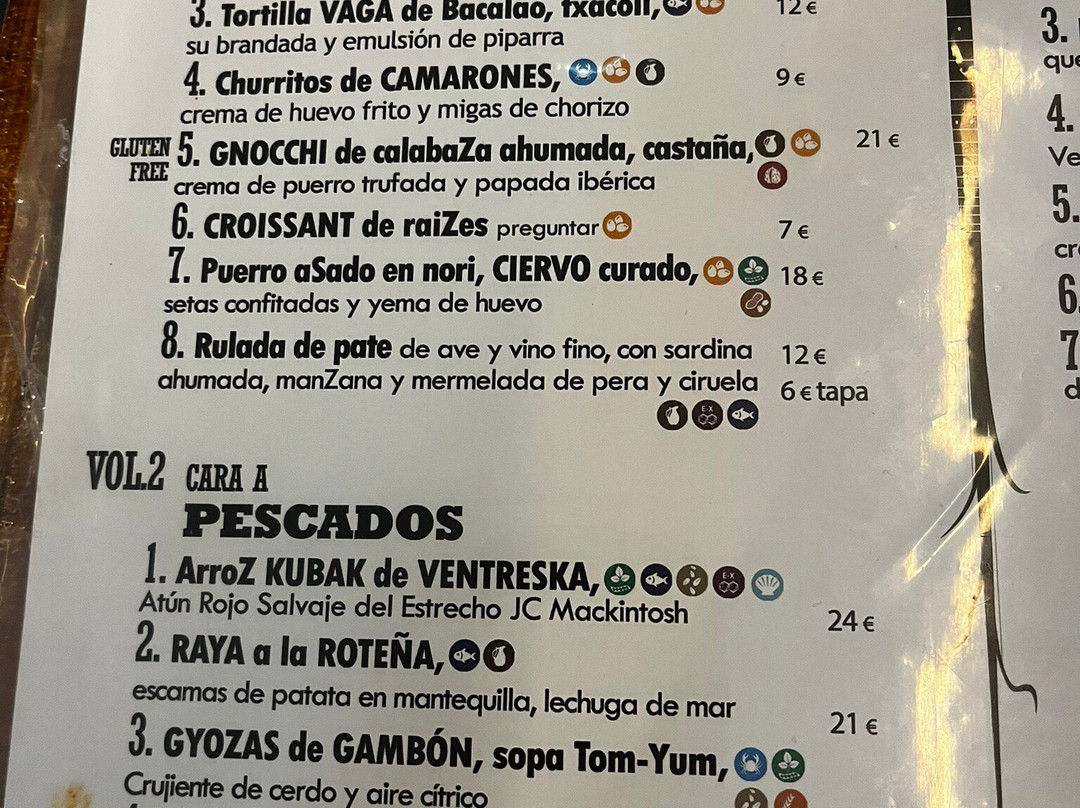 3. Tortilla VAGA de Bacalao, txacoli, 12 €
su brandada y emulsión de piparra
4. Churritos de CAMARONES, 9 €
crema de huevo frito y migas de chorizo
GLUTEN FREE 5. GNOCCHI de calabaZa ahumada, castaña, 21 €
crema de puerro trufada y papada ibérica
6. CROISSANT de raiZes preguntar 7 €
7. Puerro aSado en nori, CIERVO curado, 18 €
setas confitadas y yema de huevo
8. Rulada de pate de ave y vino fino, con sardina 12 €
ahumada, manZana y mermelada de pera y ciruela 6 € tapa
E-X
VOL.2 CARA A
PESCADOS
1. ArroZ KUBAK de VENTRESKA, E-X
Atún Rojo Salvaje del Estrecho JC Mackintosh 24 €
2. RAYA a la ROTEÑA,
escamas de patata en mantequilla, lechuga de mar 21 €
3. GYOZAS de GAMBÓN, sopa Tom-Yum,
Crujiente de cerdo y aire cítrico
3.
que
4.
Ve
5.
cre
6.
7.
d